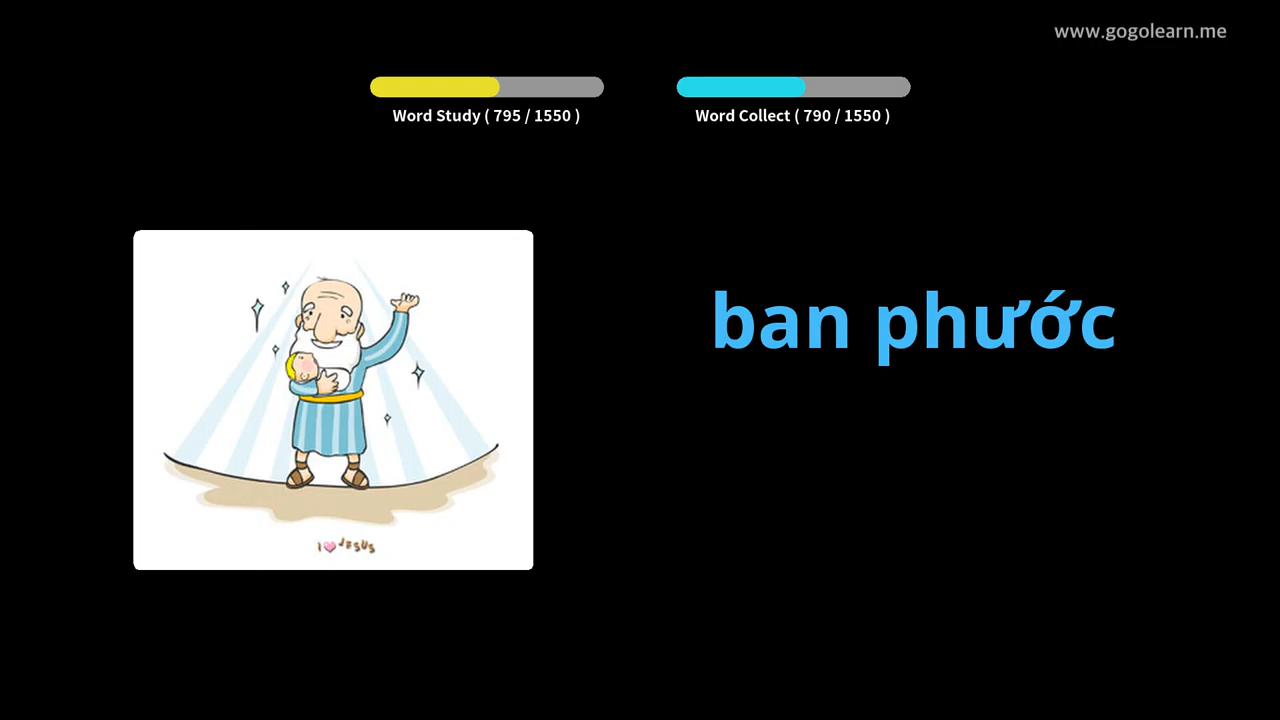 www.gogolearn.me
Word Study ( 795 / 1550 )
Word Collect ( 790 / 1550 )
ban phước
I JESUS